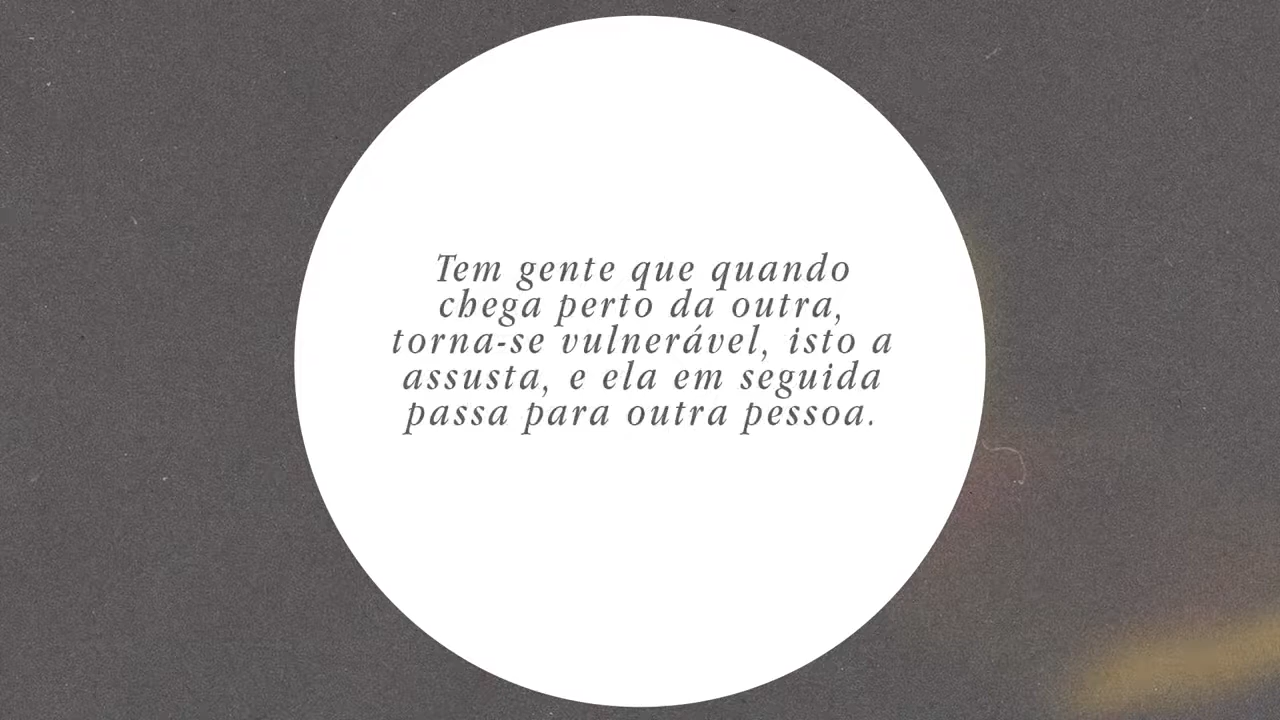 Tem gente que quando
chega perto da outra,
torna-se vulnerável, isto a
assusta, e ela em seguida
passa para outra pessoa.